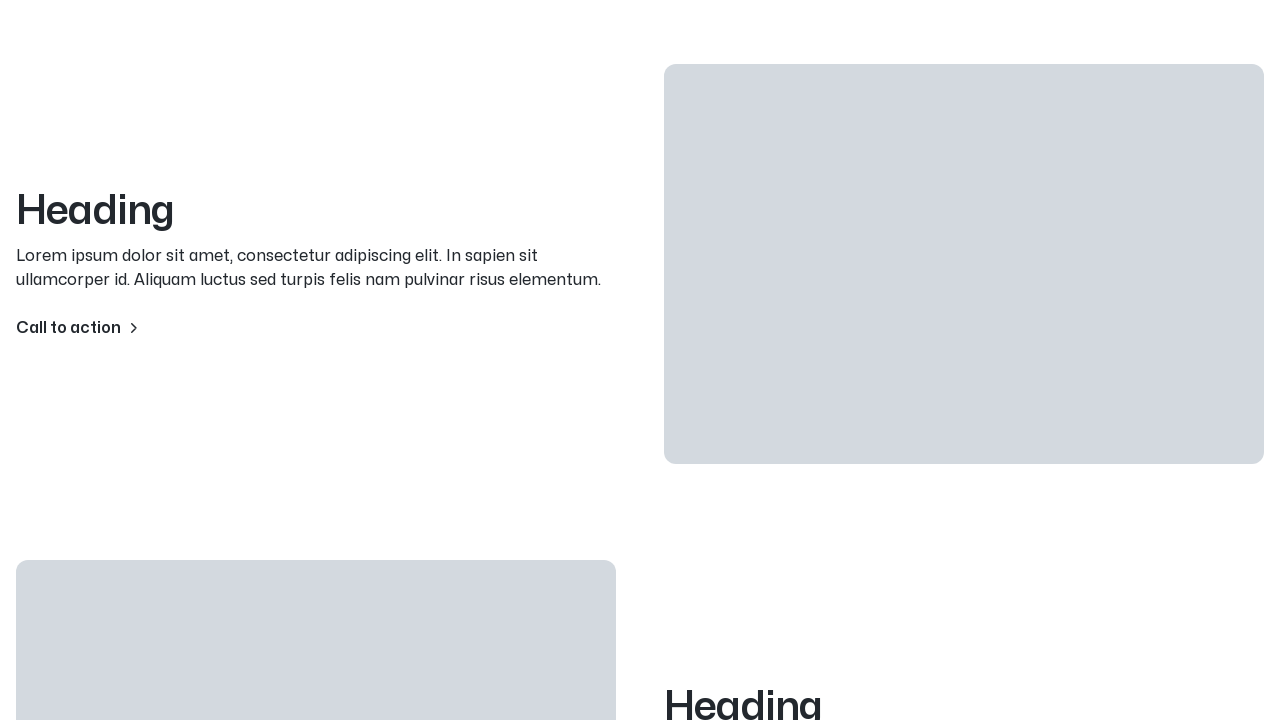 Heading
Lorem ipsum dolor sit amet, consectetur adipiscing elit. In sapien sit
ullamcorper id. Aliquam luctus sed turpis felis nam pulvinar risus elementum.
Call to action
Heading